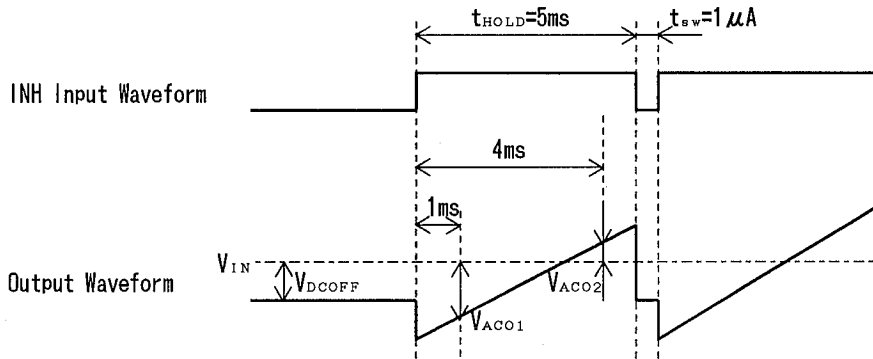 tHOLD=5ms
tsw=1μA
INH Input Waveform
4ms
1ms
VIN
VDCOFF
Output Waveform
VACO1
VACO2